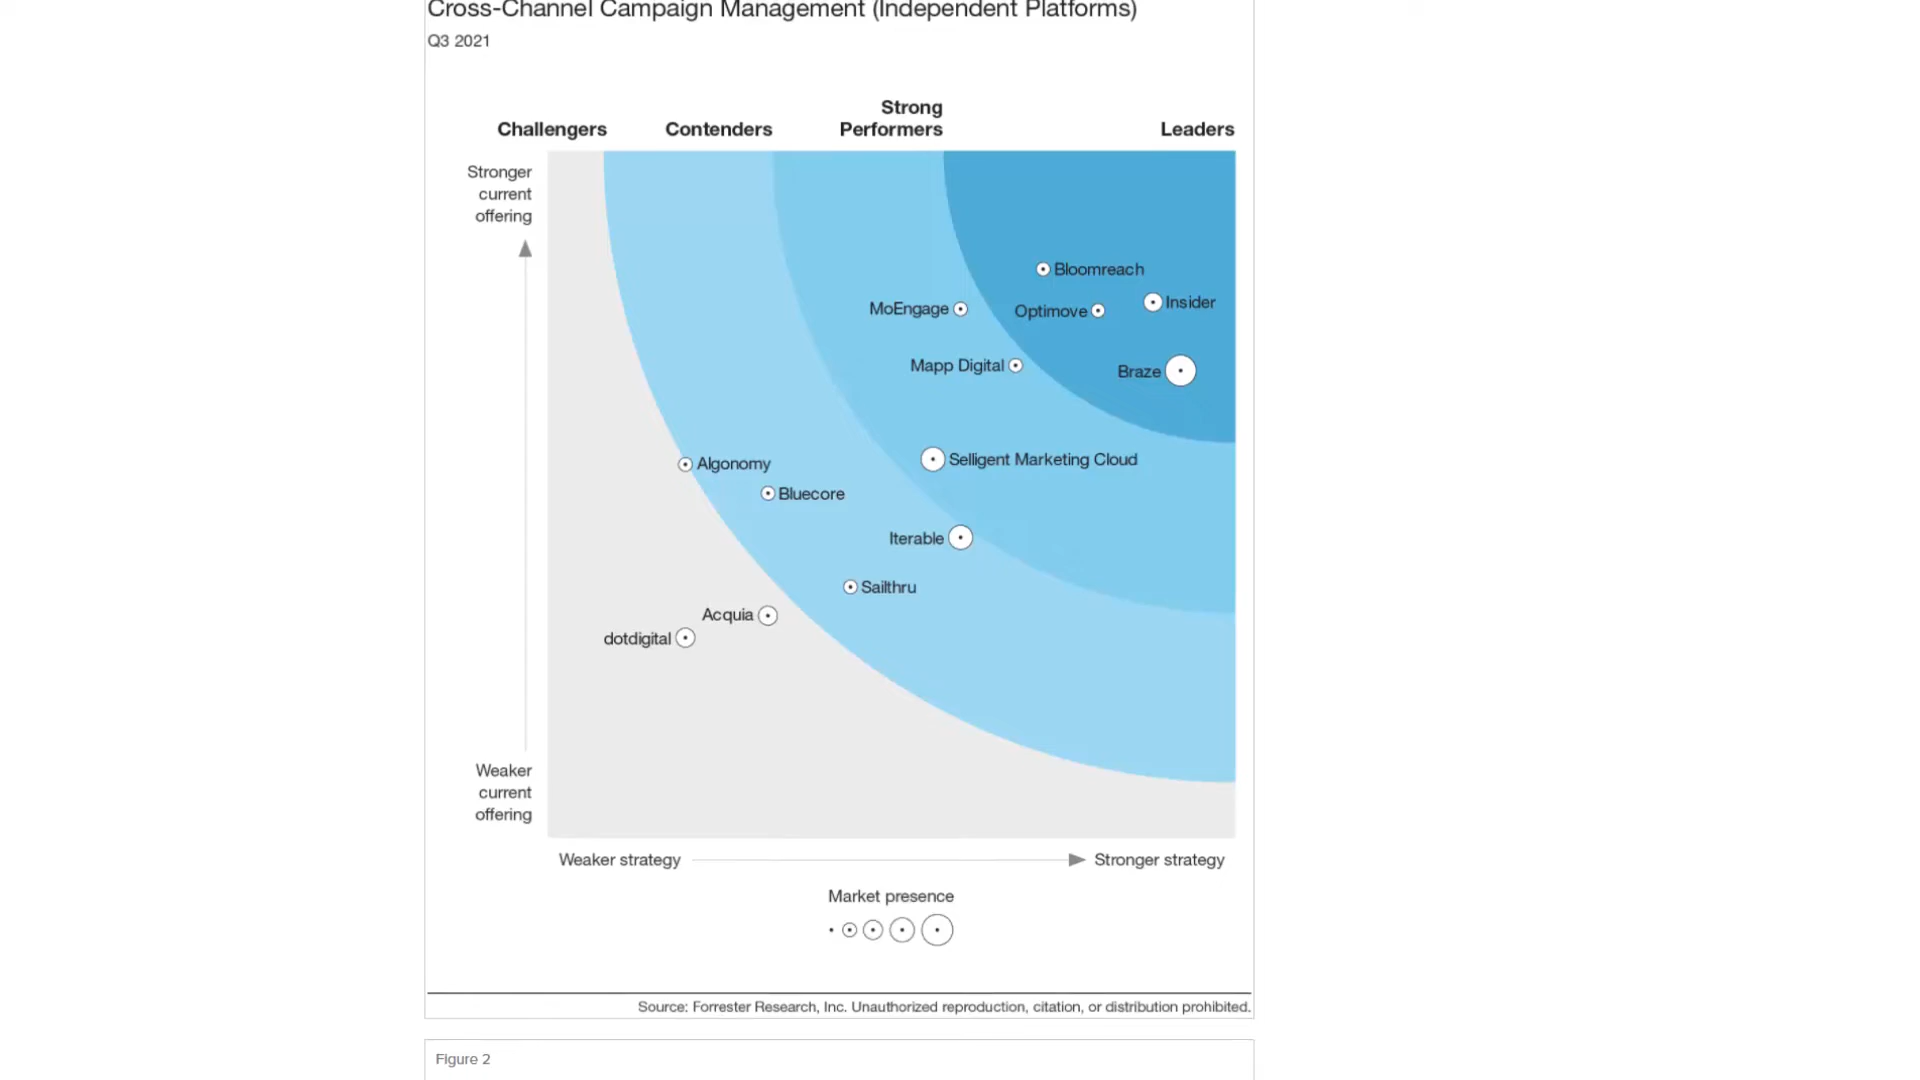 Cross-Channel Campaign Management (Independent Platforms)
Q3 2021
Strong
Challengers Contenders Performers Leaders
Stronger
current
offering
Bloomreach
Insider
MoEngage
Optimove
Mapp Digital
Braze
Selligent Marketing Cloud
Algonomy
Bluecore
Iterable
Sailthru
Acquia
dotdigital
Weaker
current
offering
Weaker strategy
Stronger strategy
Market presence
Source: Forrester Research, Inc. Unauthorized reproduction, citation, or distribution prohibited.
Figure 2